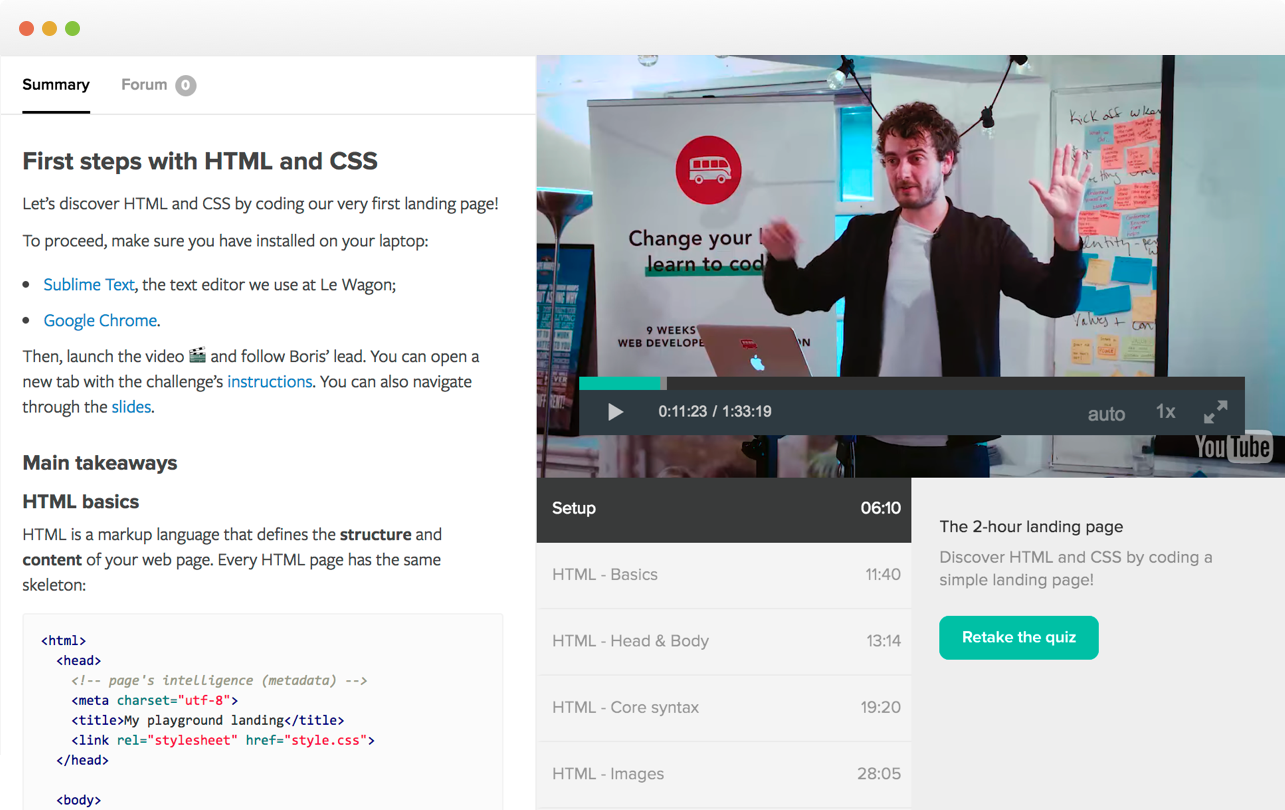 Summary
Forum 0
First steps with HTML and CSS
Let’s discover HTML and CSS by coding our very first landing page!
To proceed, make sure you have installed on your laptop:
Sublime Text, the text editor we use at Le Wagon;
Google Chrome.
Then, launch the video 🎬 and follow Boris’ lead. You can open a
new tab with the challenge’s instructions. You can also navigate
through the slides.
Main takeaways
HTML basics
HTML is a markup language that defines the structure and
content of your web page. Every HTML page has the same
skeleton:
<html>
<head>
<!-- page's intelligence (metadata) -->
<meta charset="utf-8">
<title>My playground landing</title>
<link rel="stylesheet" href="style.css">
</head>
<body>
Change your
learn to cod
9 WEEKS
WEB DEVELOPE
ON
Kick off
0:11:23 / 1:33:19
auto
1x
YouTube
Setup 06:10
HTML - Basics 11:40
HTML - Head & Body 13:14
HTML - Core syntax 19:20
HTML - Images 28:05
The 2-hour landing page
Discover HTML and CSS by coding a
simple landing page!
Retake the quiz